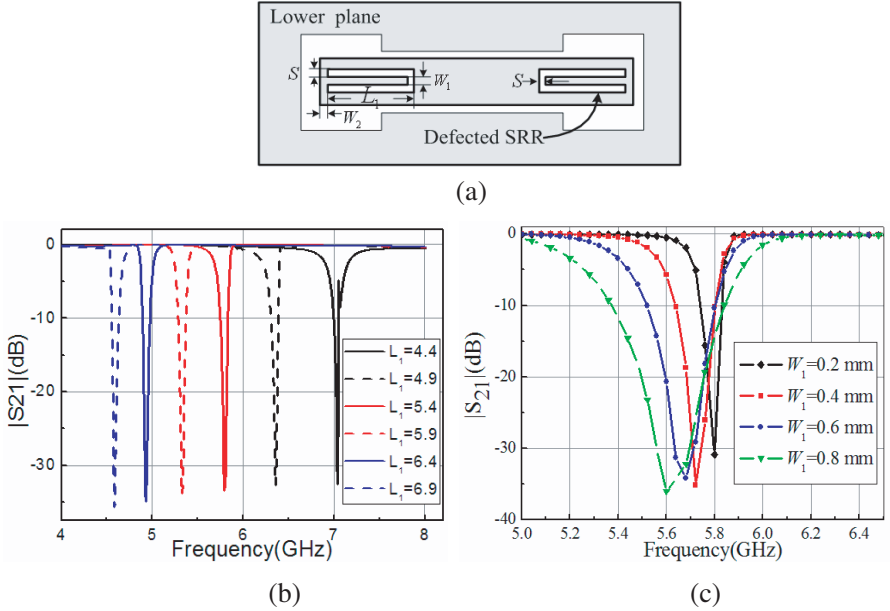 Lower plane
S
W1
S
L1
W2
Defected SRR
(a)
0
-10
-20
-30
|S21|(dB)
L1=4.4
L1=4.9
L1=5.4
L1=5.9
L1=6.4
L1=6.9
4 5 6 7 8
Frequency(GHz)
(b)
0
-10
-20
-30
-40
|S21|(dB)
W1=0.2 mm
W1=0.4 mm
W1=0.6 mm
W1=0.8 mm
5.0 5.2 5.4 5.6 5.8 6.0 6.2 6.4
Frequency(GHz)
(c)